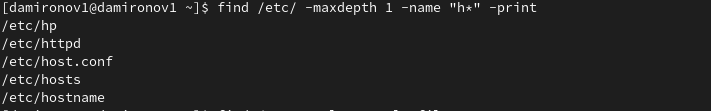 [damironov1@damironov1 ~]$ find /etc/ -maxdepth 1 -name "h*" -print
/etc/hp
/etc/httpd
/etc/host.conf
/etc/hosts
/etc/hostname